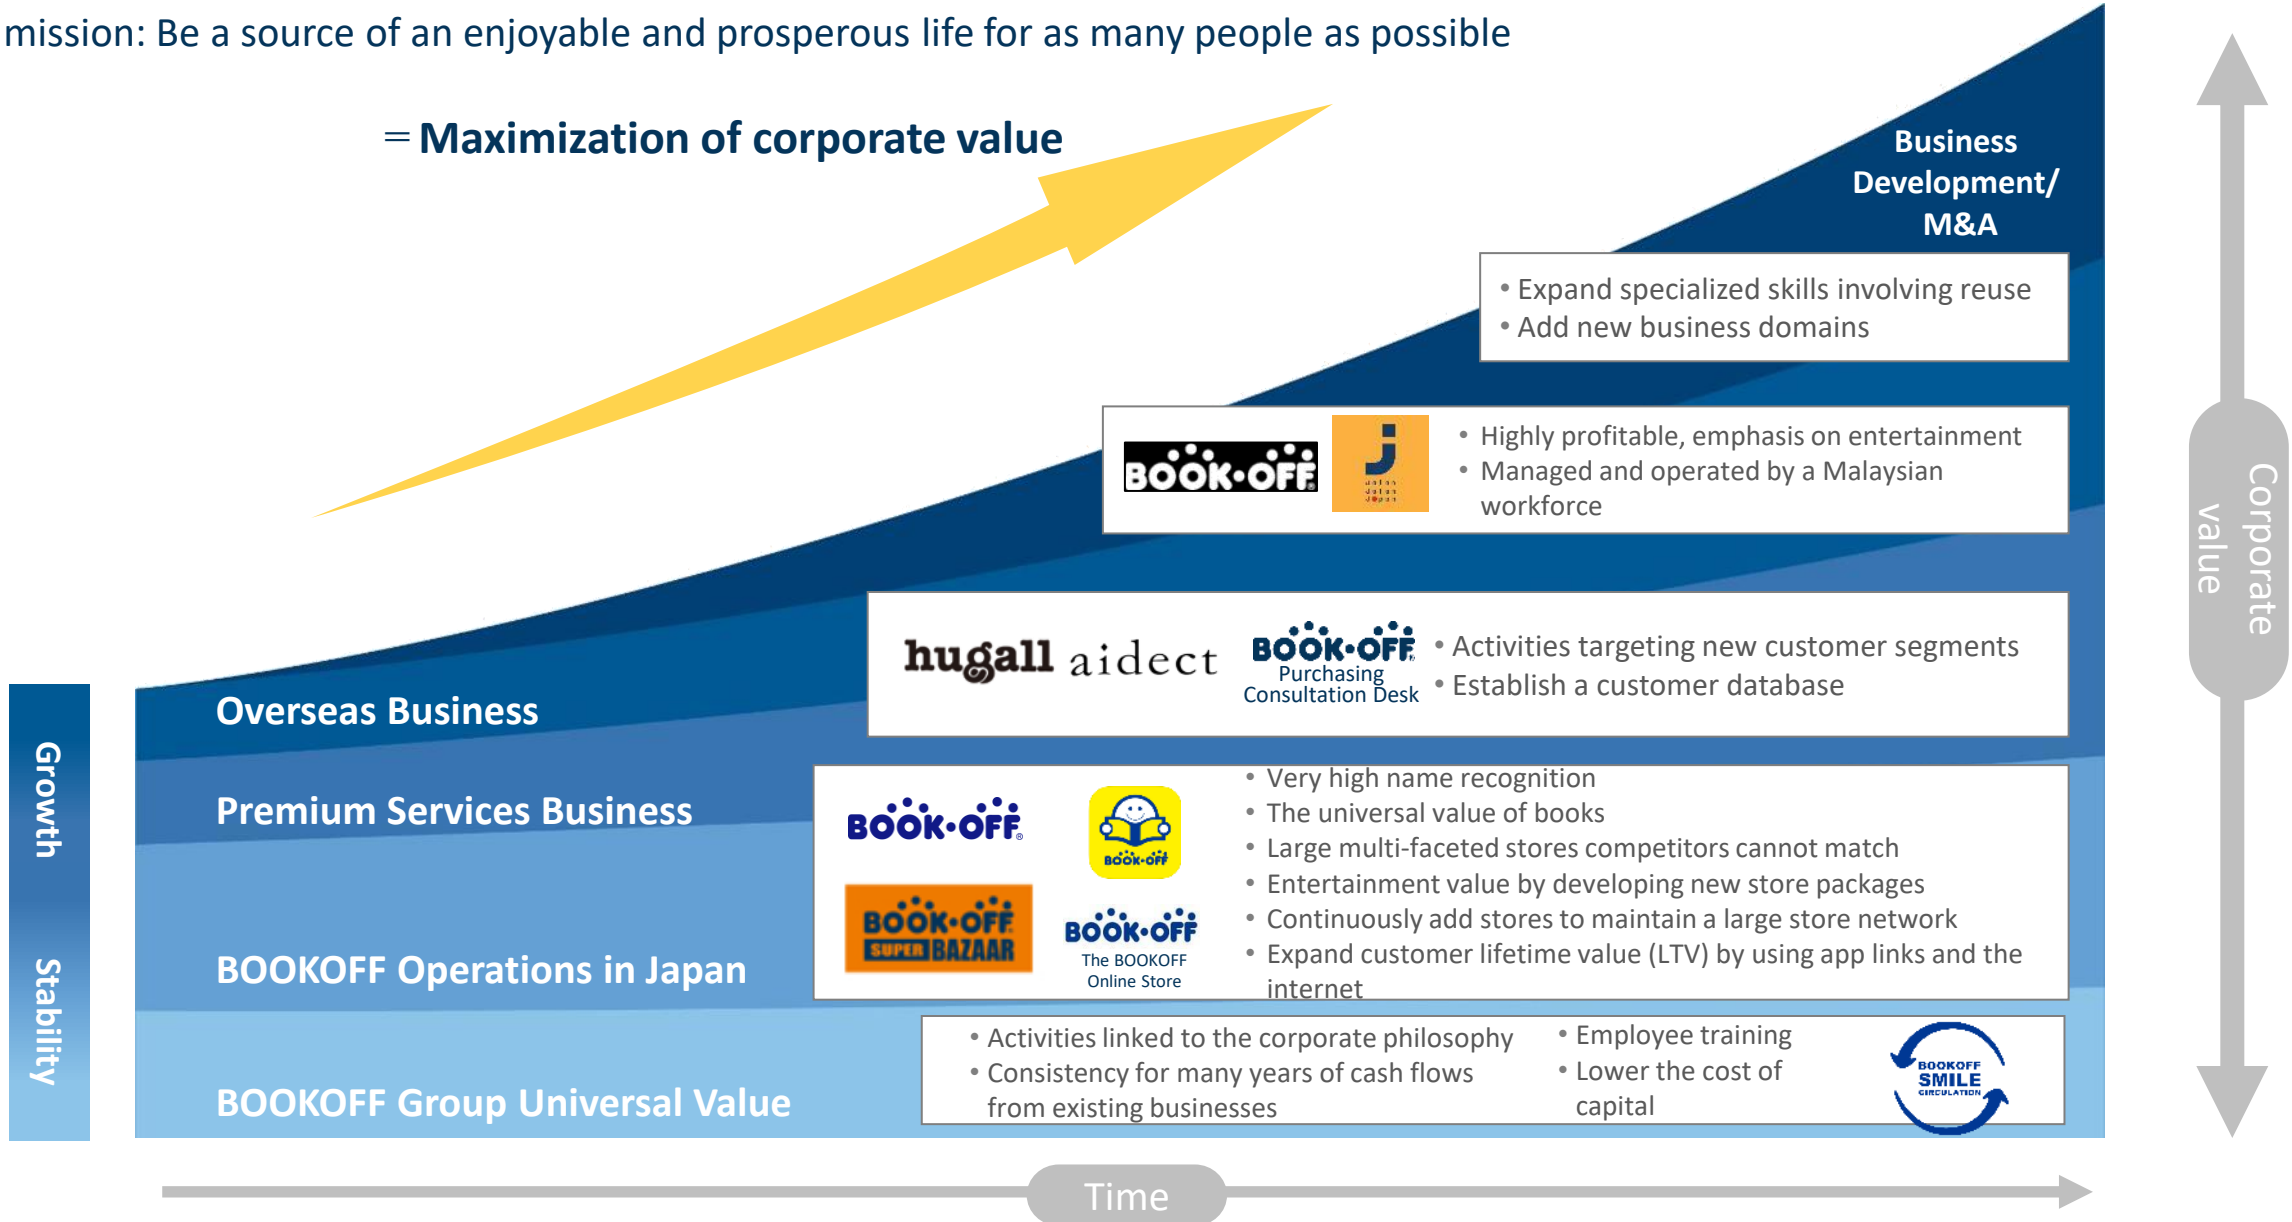 mission: Be a source of an enjoyable and prosperous life for as many people as possible
＝Maximization of corporate value
Business
Development/
M&A
• Expand specialized skills involving reuse
• Add new business domains
BOOK•OFF
• Highly profitable, emphasis on entertainment
• Managed and operated by a Malaysian
workforce
j
jalan
jalan
japan
hugall
aidect
BOOK•OFF
Purchasing
Consultation Desk
• Activities targeting new customer segments
• Establish a customer database
Overseas Business
Premium Services Business
BOOK•OFF®
BOOK•OFF
BOOK•OFF
SUPER BAZAAR
BOOK•OFF
The BOOKOFF
Online Store
• Very high name recognition
• The universal value of books
• Large multi-faceted stores competitors cannot match
• Entertainment value by developing new store packages
• Continuously add stores to maintain a large store network
• Expand customer lifetime value (LTV) by using app links and the
internet
BOOKOFF Operations in Japan
BOOKOFF Group Universal Value
• Activities linked to the corporate philosophy
• Consistency for many years of cash flows
from existing businesses
• Employee training
• Lower the cost of
capital
BOOKOFF
SMILE
CIRCULATION
Growth
Stability
Corporate
value
Time